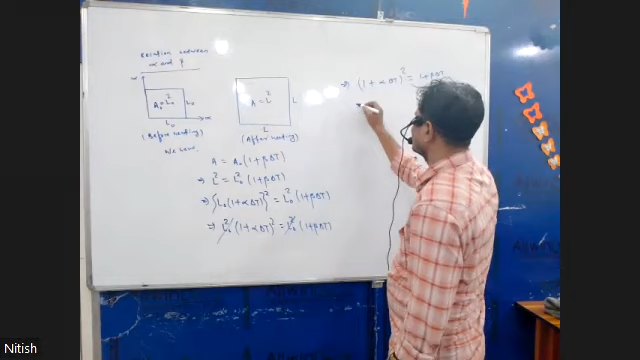 Relation between
α and β
A₀ = L₀²
L₀
L₀
(Before heating)
A = L²
L
L
(After heating)
We have,
A = A₀ (1 + βΔT)
⇒ L² = L₀² (1 + βΔT)
⇒ [L₀ (1 + αΔT)]² = L₀² (1 + βΔT)
⇒ L₀² (1 + αΔT)² = L₀² (1 + βΔT)
⇒ (1 + αΔT)² = 1 + βΔT
Nitish